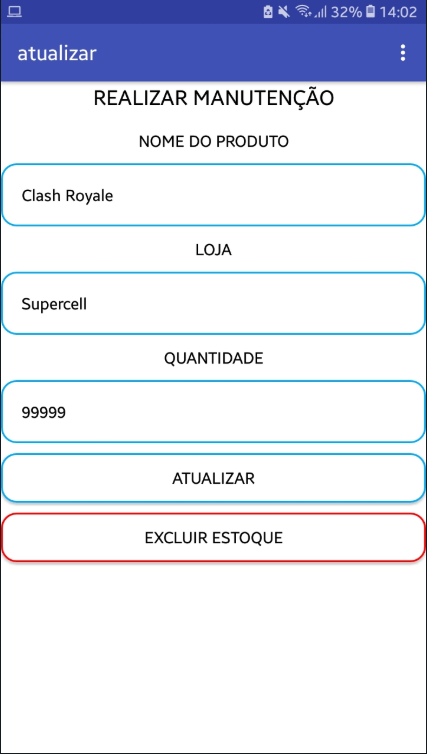 32% 14:02
atualizar
REALIZAR MANUTENÇÃO
NOME DO PRODUTO
Clash Royale
LOJA
Supercell
QUANTIDADE
99999
ATUALIZAR
EXCLUIR ESTOQUE